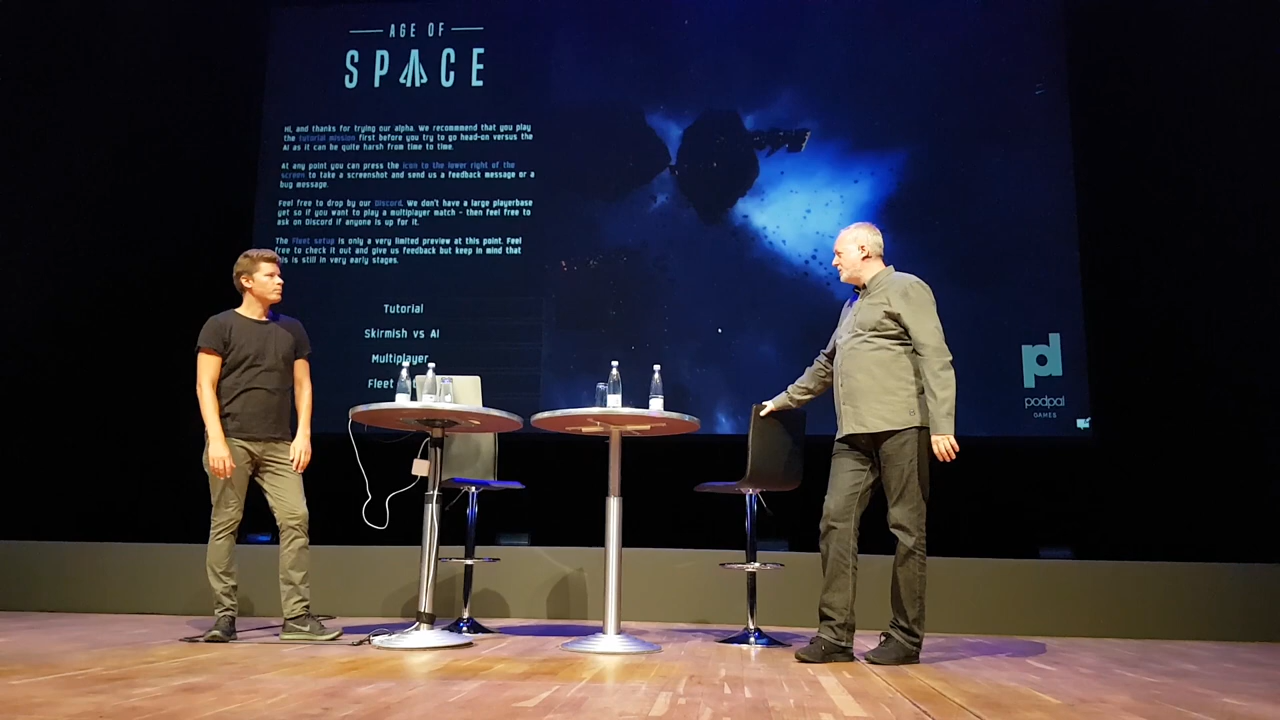 AGE OF
SPACE
Hi, and thanks for trying our alpha. We recommmend that you play
the tutorial mission first before you try to go head-on versus the
AI as it can be quite harsh from time to time.
At any point you can press the icon to the lower right of the
screen to take a screenshot and send us a feedback message or a
bug message.
Feel free to drop by our Discord. We don't have a large playerbase
yet so if you want to play a multiplayer match - then feel free to
ask on Discord if anyone is up for it.
The Fleet setup is only a very limited preview at this point. Feel
free to check it out and give us feedback but keep in mind that
this is still in very early stages.
Tutorial
Skirmish vs AI
Multiplayer
Fleet
pd
podpal
GAMES